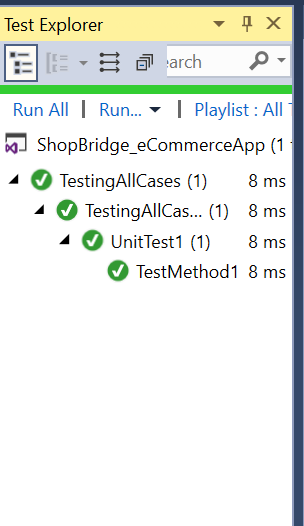 Test Explorer
earch
Run All | Run... | Playlist : All T
ShopBridge_eCommerceApp (1
TestingAllCases (1) 8 ms
TestingAllCas... (1) 8 ms
UnitTest1 (1) 8 ms
TestMethod1 8 ms